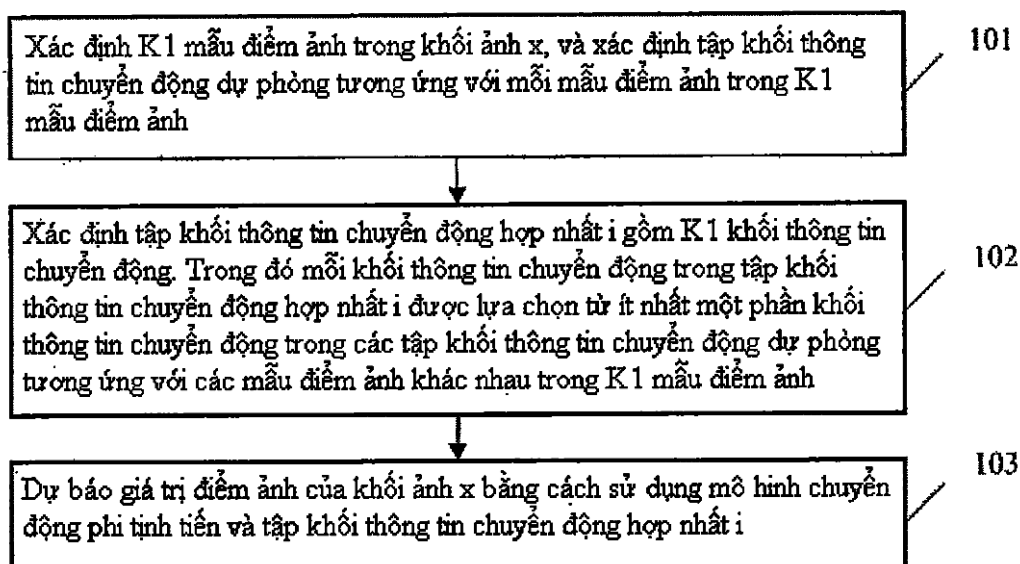 Xác định K1 mẫu điểm ảnh trong khối ảnh x, và xác định tập khối thông
tin chuyển động dự phòng tương ứng với mỗi mẫu điểm ảnh trong K1
mẫu điểm ảnh
101
Xác định tập khối thông tin chuyển động hợp nhất i gồm K1 khối thông tin
chuyển động. Trong đó mỗi khối thông tin chuyển động trong tập khối
thông tin chuyển động hợp nhất i được lựa chọn từ ít nhất một phần khối
thông tin chuyển động trong các tập khối thông tin chuyển động dự phòng
tương ứng với các mẫu điểm ảnh khác nhau trong K1 mẫu điểm ảnh
102
Dự báo giá trị điểm ảnh của khối ảnh x bằng cách sử dụng mô hình chuyển
động phi tịnh tiến và tập khối thông tin chuyển động hợp nhất i
103